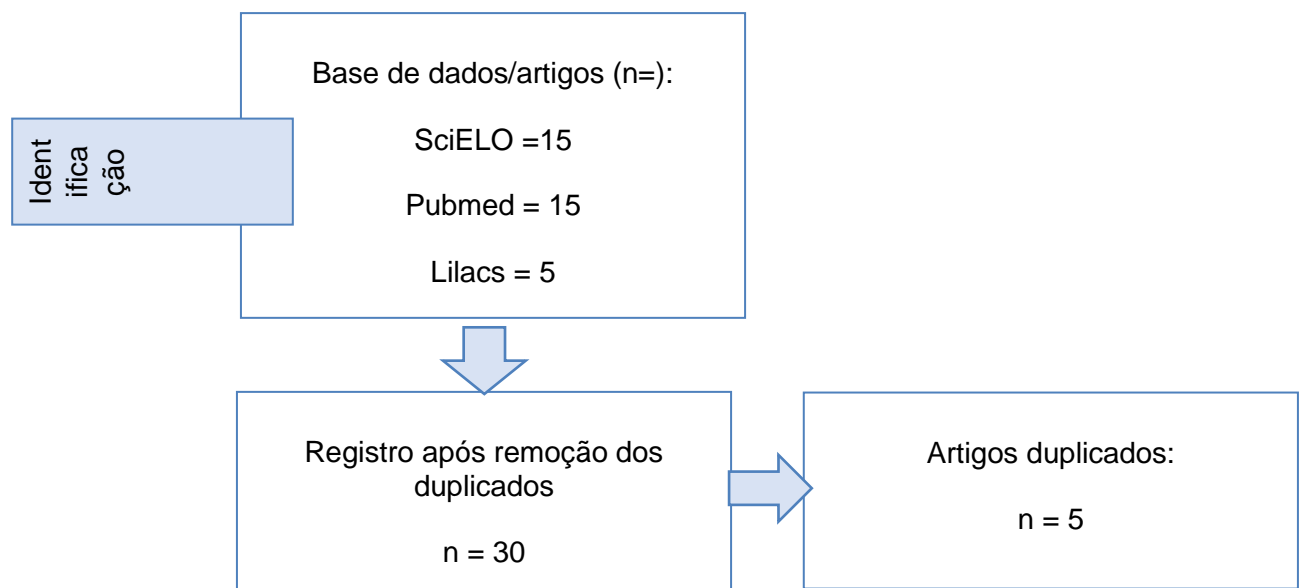 Base de dados/artigos (n=):
SciELO =15
Pubmed = 15
Lilacs = 5
Ident
ifica
ção
Registro após remoção dos
duplicados
n = 30
Artigos duplicados:
n = 5